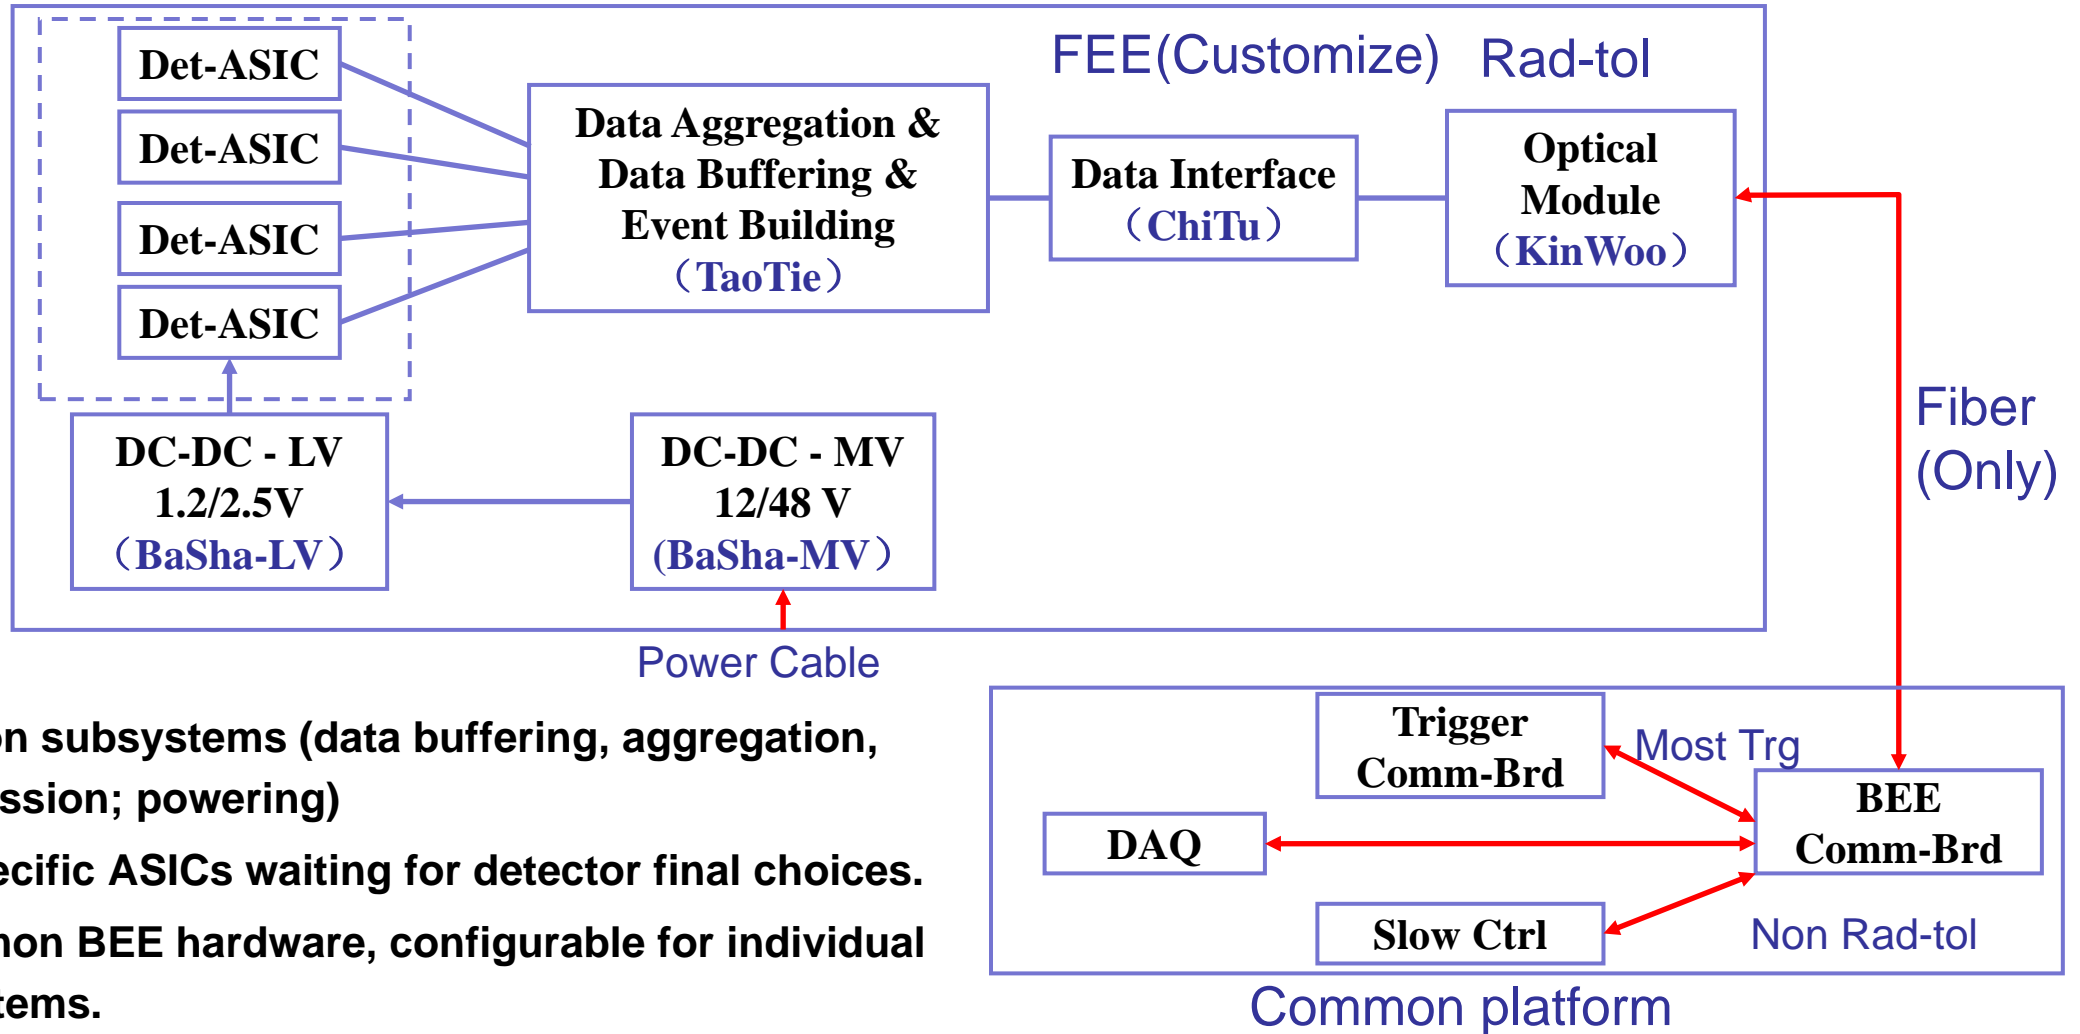 FEE(Customize) Rad-tol
Det-ASIC
Det-ASIC
Det-ASIC
Det-ASIC
Data Aggregation &
Data Buffering &
Event Building
（TaoTie）
Data Interface
（ChiTu）
Optical
Module
（KinWoo）
Fiber
(Only)
DC-DC - LV
1.2/2.5V
（BaSha-LV）
DC-DC - MV
12/48 V
(BaSha-MV）
Power Cable
on subsystems (data buffering, aggregation,
ssion; powering)
ecific ASICs waiting for detector final choices.
non BEE hardware, configurable for individual
tems.
Trigger
Comm-Brd
Most Trg
BEE
Comm-Brd
DAQ
Slow Ctrl
Non Rad-tol
Common platform